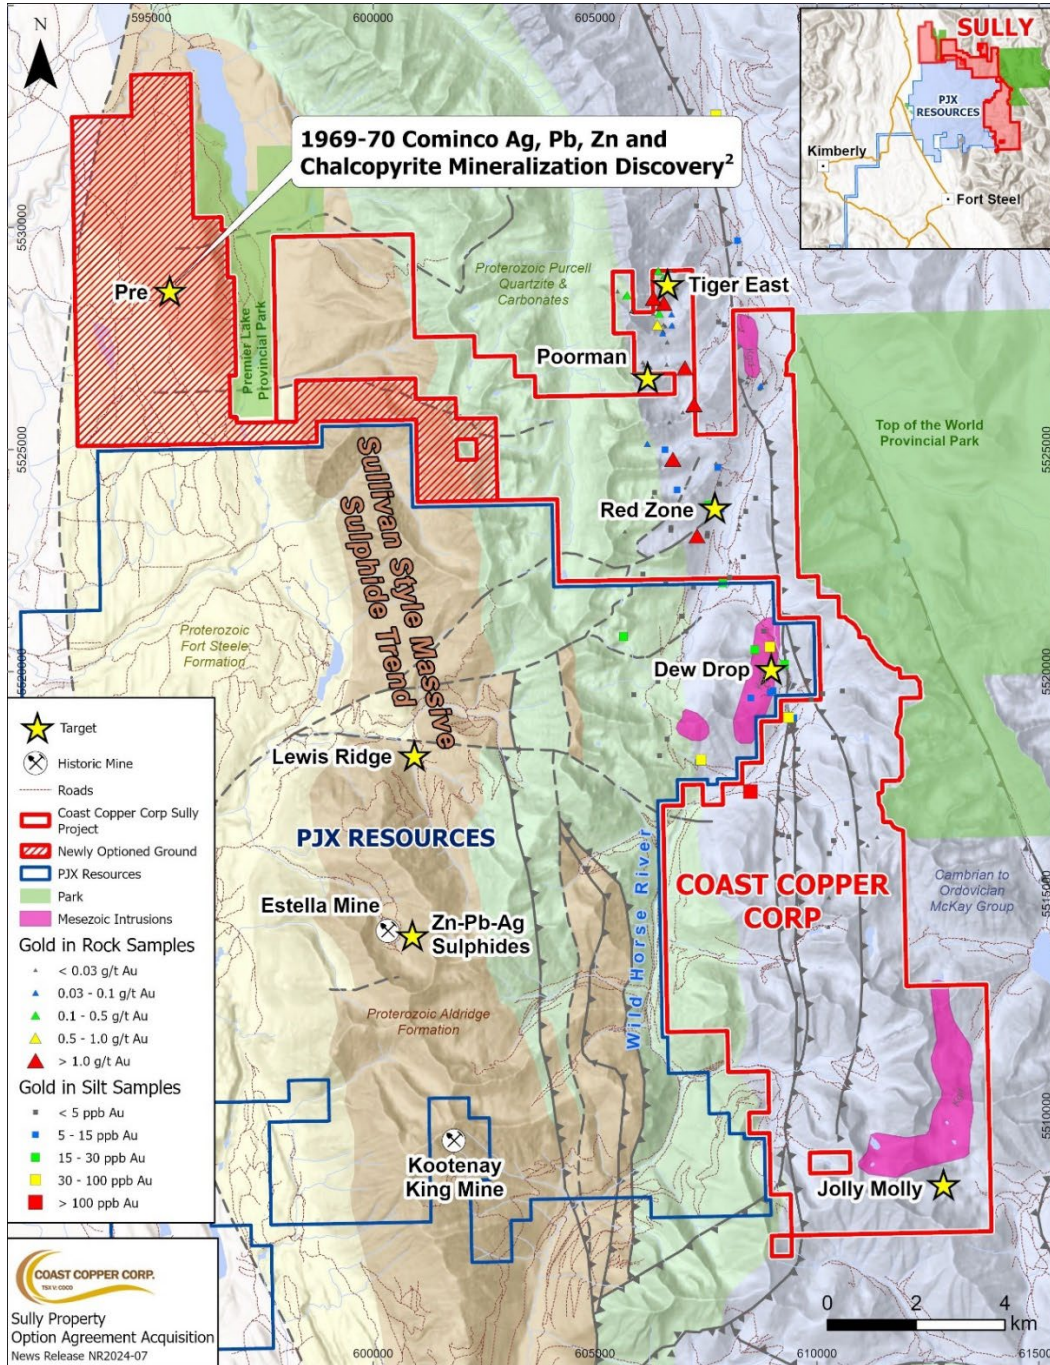 595000
600000
605000
N
SULLY
PJX
RESOURCES
Kimberly
Fort Steel
1969-70 Cominco Ag, Pb, Zn and
Chalcopyrite Mineralization Discovery2
5530000
Pre
Premier Lake
Provincial Park
Proterozoic Purcell
Quartzite &
Carbonates
Tiger East
Poorman
Top of the World
Provincial Park
5525000
5525000
Sullivan Style Massive
Sulphide Trend
Red Zone
Proterozoic
Fort Steele
Formation
5520000
5520000
Dew Drop
Lewis Ridge
PJX RESOURCES
Wild Horse River
COAST COPPER
CORP
Cambrian to
Ordovician
McKay Group
5515000
Estella Mine
Zn-Pb-Ag
Sulphides
Proterozoic Aldridge
Formation
5510000
Kootenay
King Mine
Jolly Molly
Target
Historic Mine
Roads
Coast Copper Corp Sully
Project
Newly Optioned Ground
PJX Resources
Park
Mesezoic Intrusions
Gold in Rock Samples
< 0.03 g/t Au
0.03 - 0.1 g/t Au
0.1 - 0.5 g/t Au
0.5 - 1.0 g/t Au
> 1.0 g/t Au
Gold in Silt Samples
< 5 ppb Au
5 - 15 ppb Au
15 - 30 ppb Au
30 - 100 ppb Au
> 100 ppb Au
COAST COPPER CORP.
TSX V: COCO
Sully Property
Option Agreement Acquisition
News Release NR2024-07
0 2 4
km
600000
605000
610000
615000